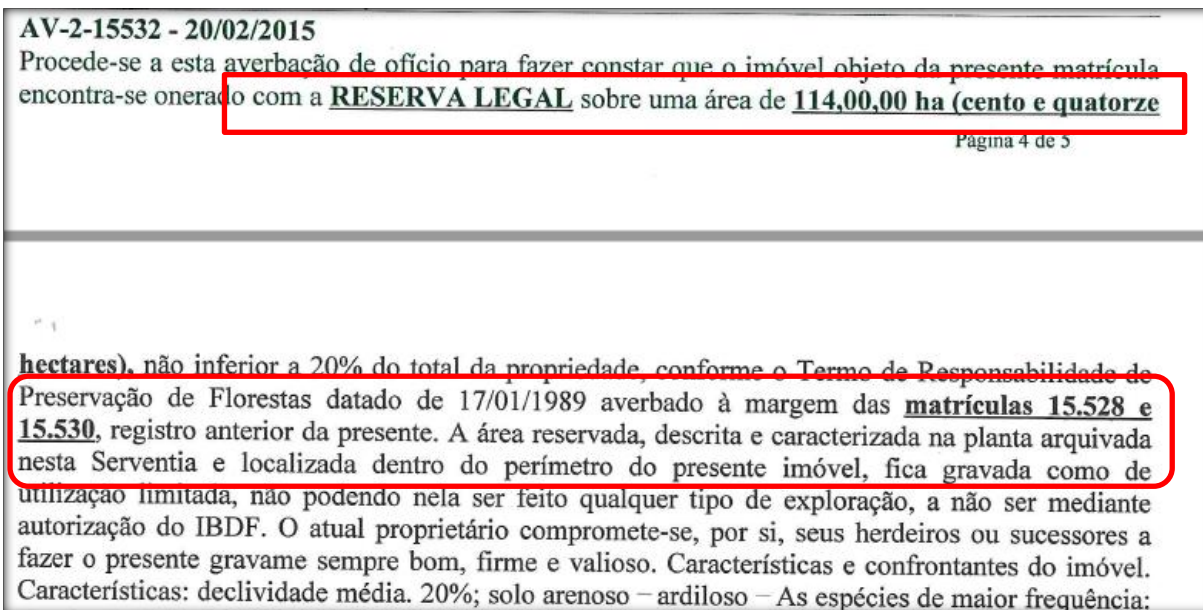 AV-2-15532 - 20/02/2015
Procede-se a esta averbação de ofício para fazer constar que o imóvel objeto da presente matrícula
encontra-se onerado com a RESERVA LEGAL sobre uma área de 114,00,00 ha (cento e quatorze
Página 4 de 5
hectares), não inferior a 20% do total da propriedade, conforme o Termo de Responsabilidade de
Preservação de Florestas datado de 17/01/1989 averbado à margem das matrículas 15.528 e
15.530, registro anterior da presente. A área reservada, descrita e caracterizada na planta arquivada
nesta Serventia e localizada dentro do perímetro do presente imóvel, fica gravada como de
utilização limitada, não podendo nela ser feito qualquer tipo de exploração, a não ser mediante
autorização do IBDF. O atual proprietário compromete-se, por si, seus herdeiros ou sucessores a
fazer o presente gravame sempre bom, firme e valioso. Características e confrontantes do imóvel.
Características: declividade média. 20%; solo arenoso – ardiloso – As espécies de maior frequência: